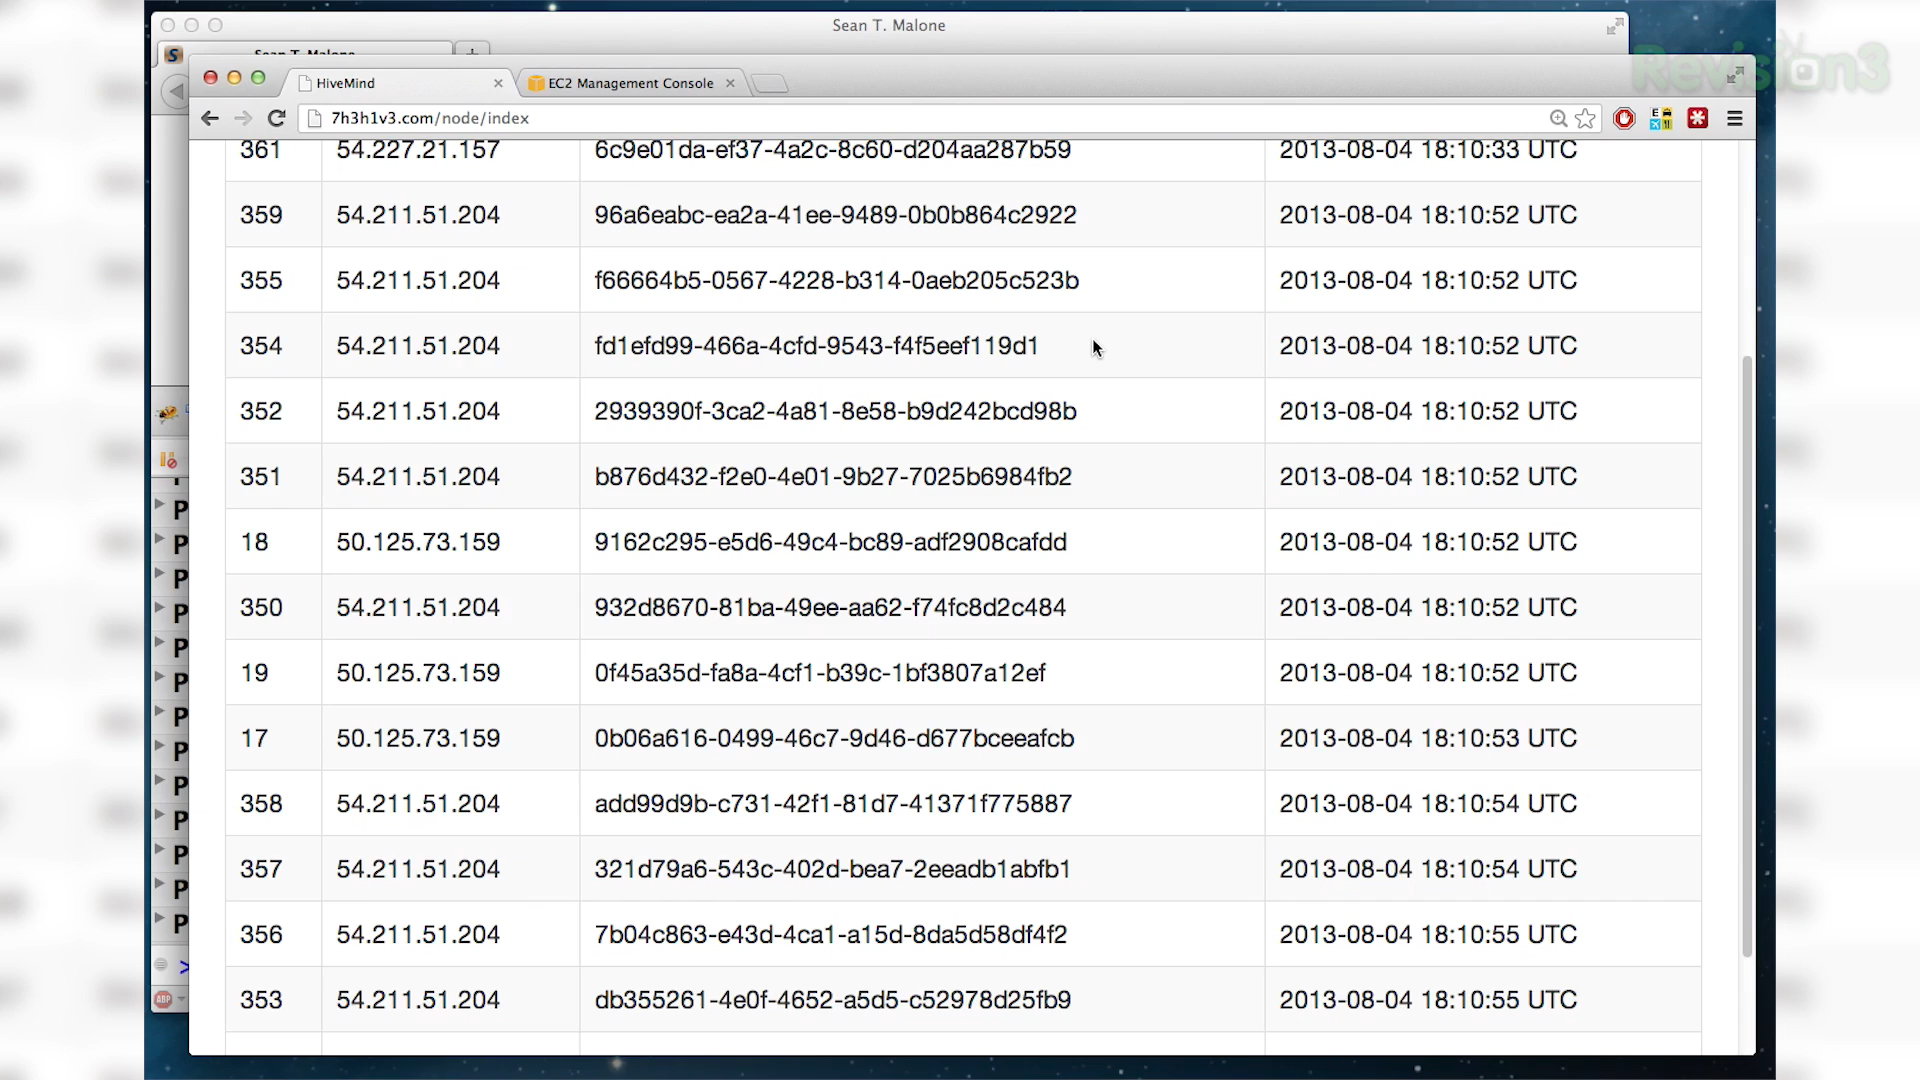 Sean T. Malone
Sean T. Malone
HiveMind
EC2 Management Console
Revision3
7h3h1v3.com/node/index
361 54.227.21.157 6c9e01da-ef37-4a2c-8c60-d204aa287b59 2013-08-04 18:10:33 UTC
359 54.211.51.204 96a6eabc-ea2a-41ee-9489-0b0b864c2922 2013-08-04 18:10:52 UTC
355 54.211.51.204 f66664b5-0567-4228-b314-0aeb205c523b 2013-08-04 18:10:52 UTC
354 54.211.51.204 fd1efd99-466a-4cfd-9543-f4f5eef119d1 2013-08-04 18:10:52 UTC
352 54.211.51.204 2939390f-3ca2-4a81-8e58-b9d242bcd98b 2013-08-04 18:10:52 UTC
351 54.211.51.204 b876d432-f2e0-4e01-9b27-7025b6984fb2 2013-08-04 18:10:52 UTC
18 50.125.73.159 9162c295-e5d6-49c4-bc89-adf2908cafdd 2013-08-04 18:10:52 UTC
350 54.211.51.204 932d8670-81ba-49ee-aa62-f74fc8d2c484 2013-08-04 18:10:52 UTC
19 50.125.73.159 0f45a35d-fa8a-4cf1-b39c-1bf3807a12ef 2013-08-04 18:10:52 UTC
17 50.125.73.159 0b06a616-0499-46c7-9d46-d677bceeafcb 2013-08-04 18:10:53 UTC
358 54.211.51.204 add99d9b-c731-42f1-81d7-41371f775887 2013-08-04 18:10:54 UTC
357 54.211.51.204 321d79a6-543c-402d-bea7-2eeadb1abfb1 2013-08-04 18:10:54 UTC
356 54.211.51.204 7b04c863-e43d-4ca1-a15d-8da5d58df4f2 2013-08-04 18:10:55 UTC
353 54.211.51.204 db355261-4e0f-4652-a5d5-c52978d25fb9 2013-08-04 18:10:55 UTC
P
P
P
P
P
P
P
P
P
P
P
P
P
ABP